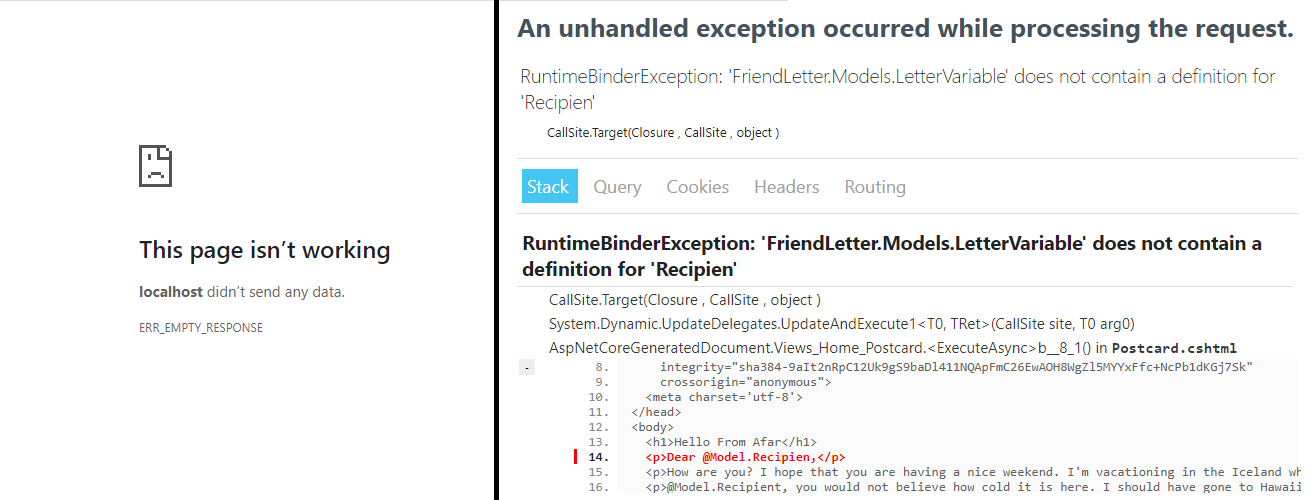 This page isn’t working
localhost didn’t send any data.
ERR_EMPTY_RESPONSE
An unhandled exception occurred while processing the request.
RuntimeBinderException: 'FriendLetter.Models.LetterVariable' does not contain a definition for
'Recipien'
CallSite.Target(Closure , CallSite , object )
Stack Query Cookies Headers Routing
RuntimeBinderException: 'FriendLetter.Models.LetterVariable' does not contain a
definition for 'Recipien'
CallSite.Target(Closure , CallSite , object )
System.Dynamic.UpdateDelegates.UpdateAndExecute1<T0, TRet>(CallSite site, T0 arg0)
AspNetCoreGeneratedDocument.Views_Home_Postcard.<ExecuteAsync>b__8_1() in Postcard.cshtml
- 8. integrity="sha384-9aIt2nRpC12Uk9gS9baDl411NQApFmC26EwAOH8WgZl5MYYxFfc+NcPb1dKGj7Sk"
9. crossorigin="anonymous">
10. <meta charset='utf-8'>
11. </head>
12. <body>
13. <h1>Hello From Afar</h1>
14. <p>Dear @Model.Recipien,</p>
15. <p>How are you? I hope that you are having a nice weekend. I'm vacationing in the Iceland wh
16. <p>@Model.Recipient, you would not believe how cold it is here. I should have gone to Hawaii